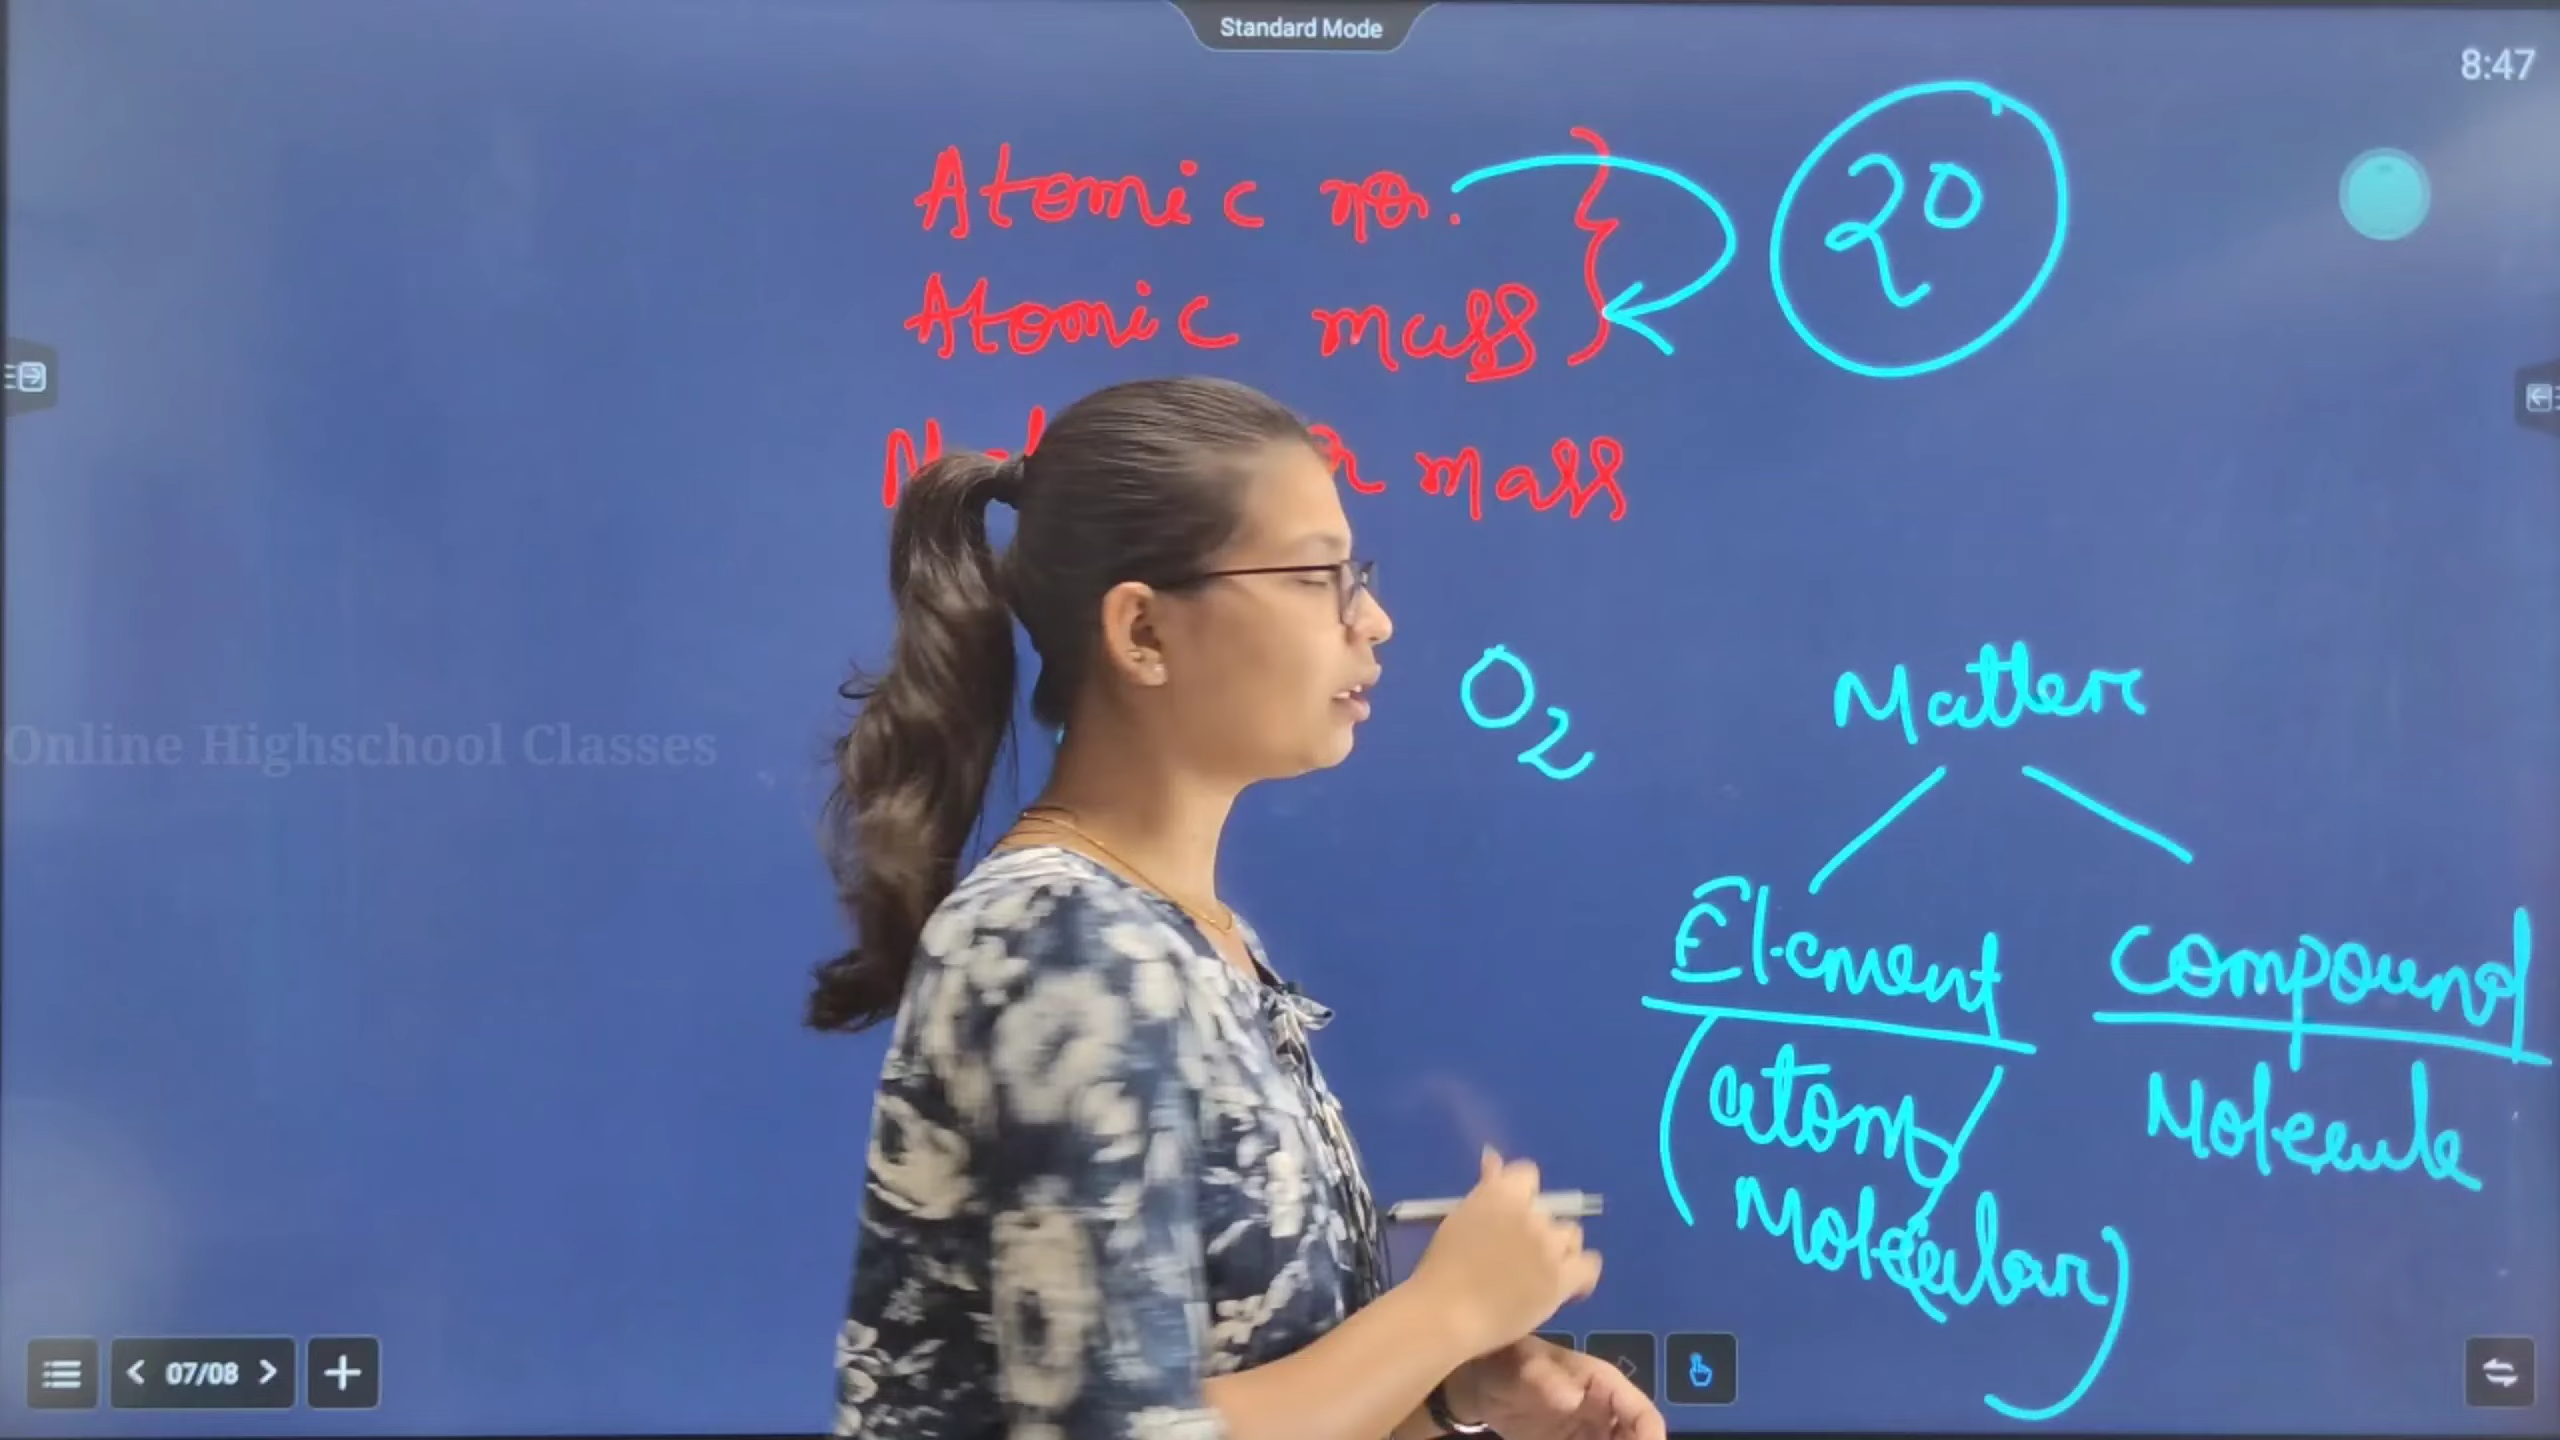 Standard Mode
8:47
Atomic no.
Atomic mass
20
mass
Online Highschool Classes
O2
Matter
Element
Compound
(atom/
Molecular)
Molecule
07/08